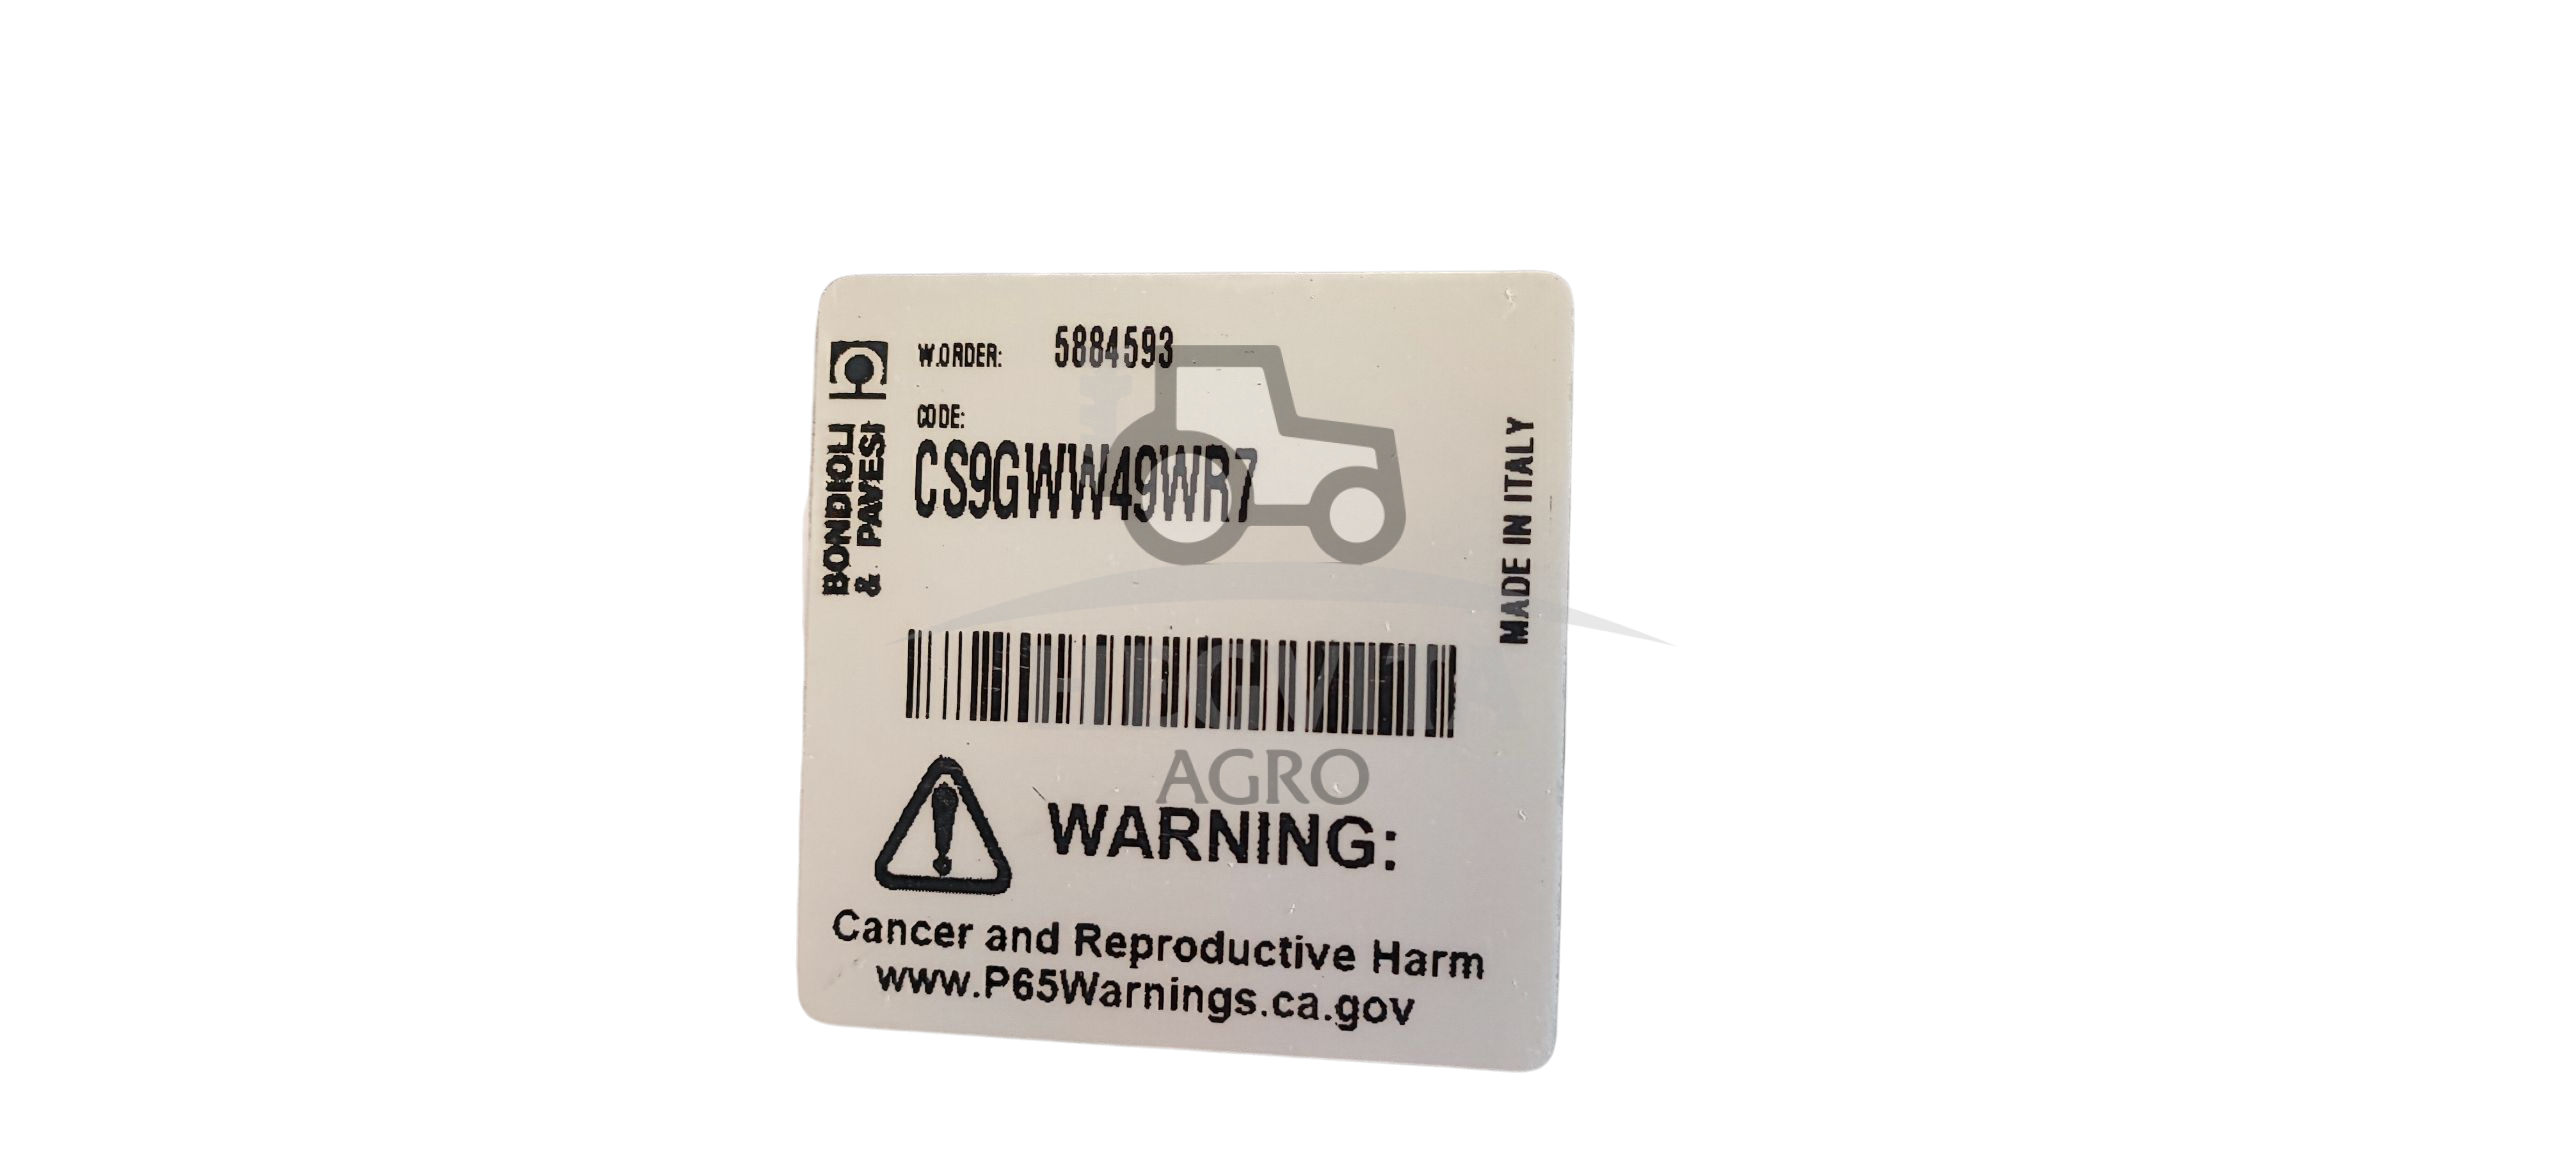 BONDIOLI
& PAVESI
W.ORDER: 5884593
CODE:
CS9GWW49WR7
MADE IN ITALY
AGRO
WARNING:
Cancer and Reproductive Harm
www.P65Warnings.ca.gov